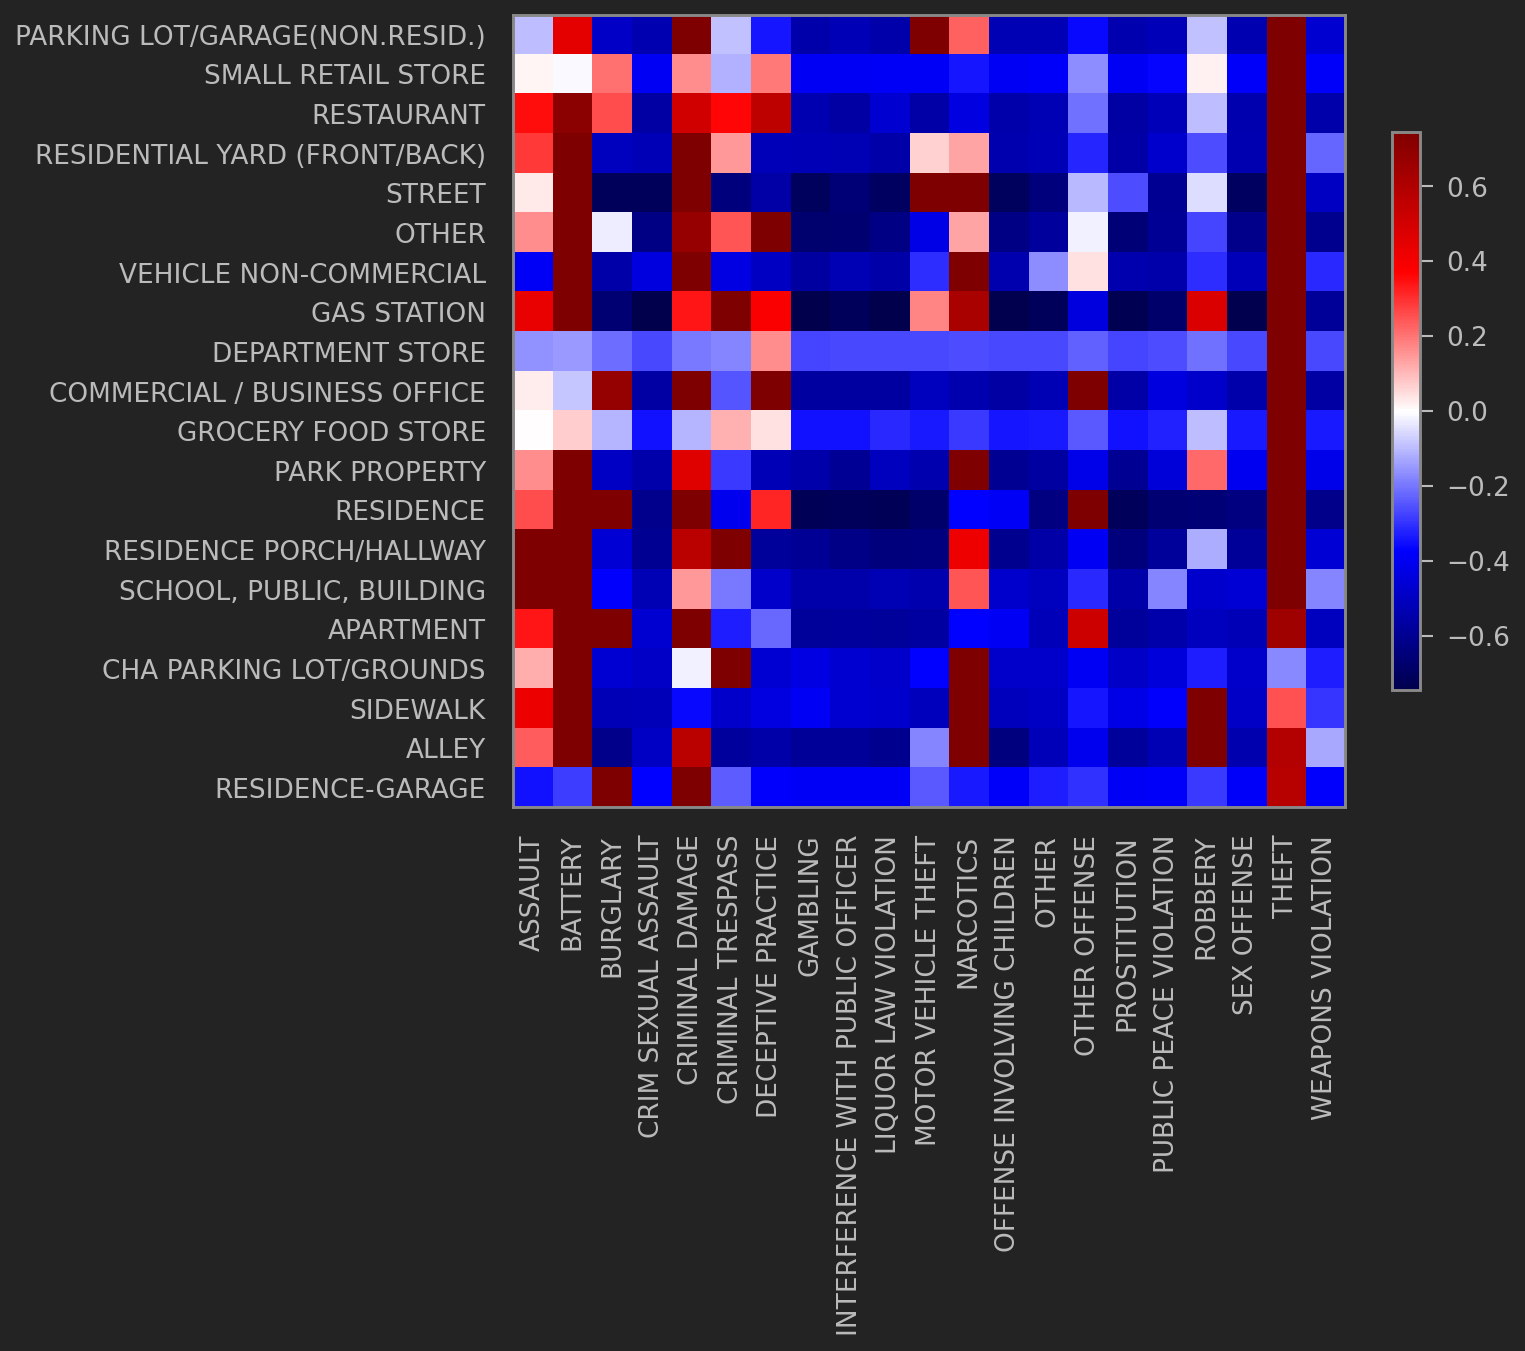 PARKING LOT/GARAGE(NON.RESID.)
SMALL RETAIL STORE
RESTAURANT
RESIDENTIAL YARD (FRONT/BACK)
STREET
OTHER
VEHICLE NON-COMMERCIAL
GAS STATION
DEPARTMENT STORE
COMMERCIAL / BUSINESS OFFICE
GROCERY FOOD STORE
PARK PROPERTY
RESIDENCE
RESIDENCE PORCH/HALLWAY
SCHOOL, PUBLIC, BUILDING
APARTMENT
CHA PARKING LOT/GROUNDS
SIDEWALK
ALLEY
RESIDENCE-GARAGE
ASSAULT
BATTERY
BURGLARY
CRIM SEXUAL ASSAULT
CRIMINAL DAMAGE
CRIMINAL TRESPASS
DECEPTIVE PRACTICE
GAMBLING
INTERFERENCE WITH PUBLIC OFFICER
LIQUOR LAW VIOLATION
MOTOR VEHICLE THEFT
NARCOTICS
OFFENSE INVOLVING CHILDREN
OTHER
OTHER OFFENSE
PROSTITUTION
PUBLIC PEACE VIOLATION
ROBBERY
SEX OFFENSE
THEFT
WEAPONS VIOLATION
0.6
0.4
0.2
0.0
−0.2
−0.4
−0.6